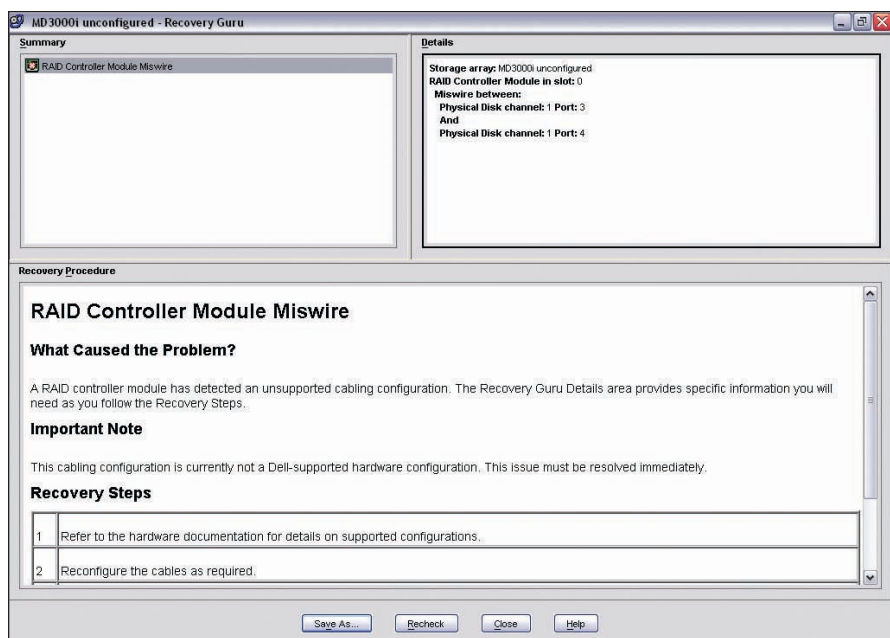 MD3000i unconfigured - Recovery Guru
Summary
Details
RAID Controller Module Miswire
Storage array: MD3000i unconfigured
RAID Controller Module in slot: 0
Miswire between:
Physical Disk channel: 1 Port: 3
And
Physical Disk channel: 1 Port: 4
Recovery Procedure
RAID Controller Module Miswire
What Caused the Problem?
A RAID controller module has detected an unsupported cabling configuration. The Recovery Guru Details area provides specific information you will
need as you follow the Recovery Steps.
Important Note
This cabling configuration is currently not a Dell-supported hardware configuration. This issue must be resolved immediately.
Recovery Steps
1 Refer to the hardware documentation for details on supported configurations.
2 Reconfigure the cables as required.
Save As... Recheck Close Help